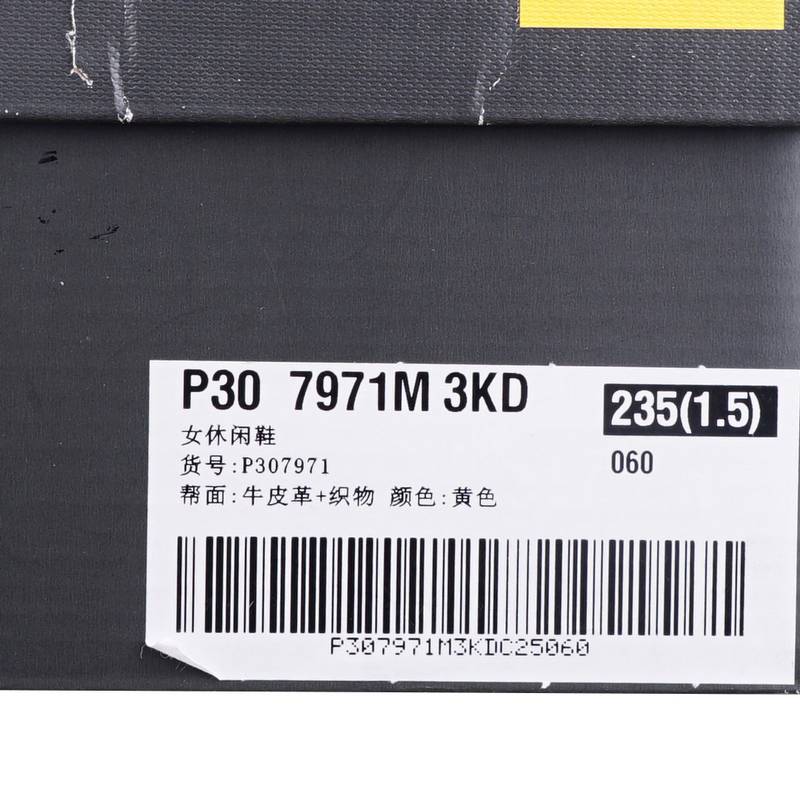 P30 7971M 3KD
235(1.5)
女休闲鞋
货号:P307971
060
帮面:牛皮革+织物 颜色:黄色
P307971M3KDC25060